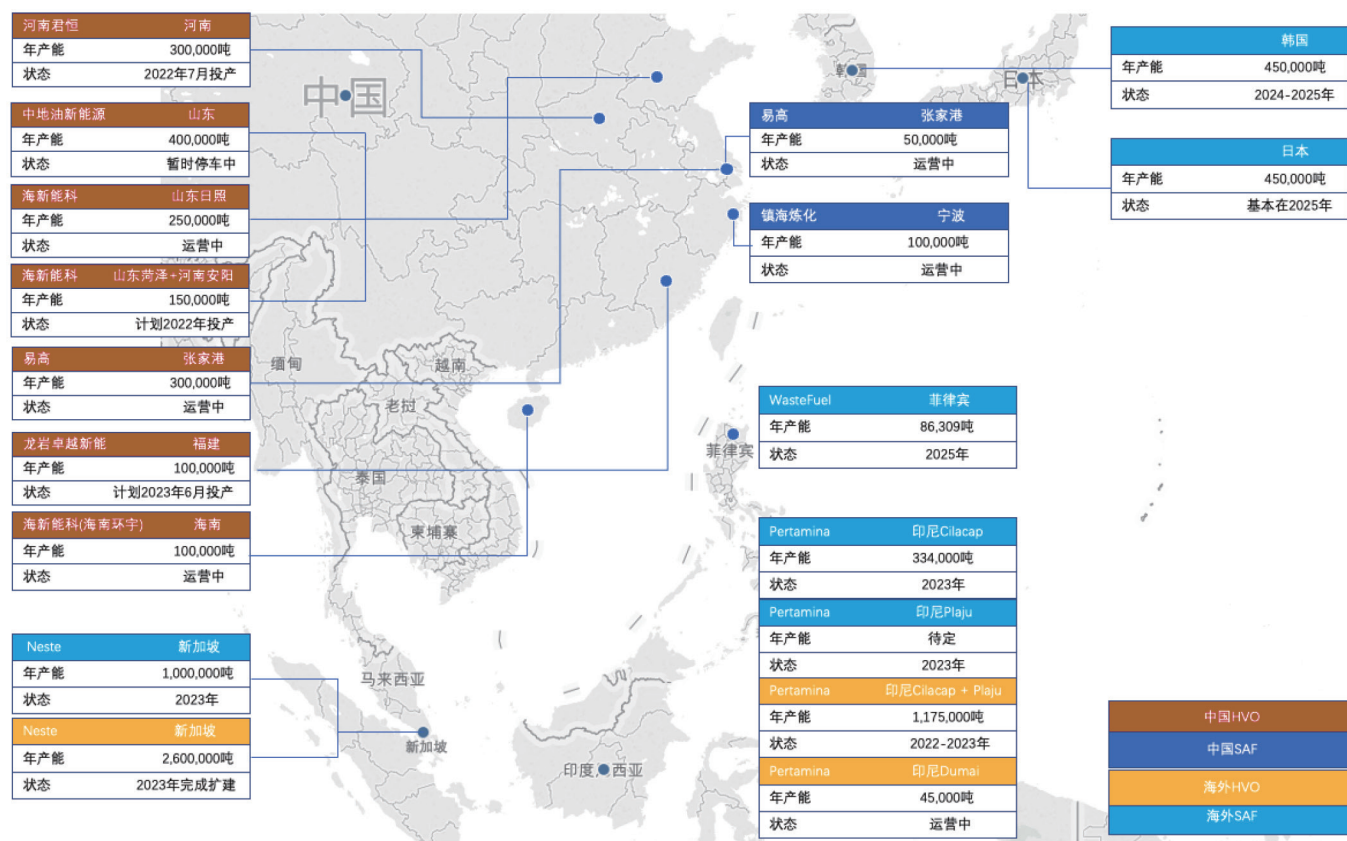 河南君恒 河南
年产能 300,000吨
状态 2022年7月投产
中地油新能源 山东
年产能 400,000吨
状态 暂时停车中
海新能科 山东日照
年产能 250,000吨
状态 运营中
海新能科 山东菏泽+河南安阳
年产能 150,000吨
状态 计划2022年投产
易高 张家港
年产能 300,000吨
状态 运营中
龙岩卓越新能 福建
年产能 100,000吨
状态 计划2023年6月投产
海新能科(海南环宇) 海南
年产能 100,000吨
状态 运营中
Neste 新加坡
年产能 1,000,000吨
状态 2023年
Neste 新加坡
年产能 2,600,000吨
状态 2023年完成扩建
中国
韩国
日本
缅甸
越南
老挝
泰国
柬埔寨
菲律宾
马来西亚
新加坡
印度尼西亚
易高 张家港
年产能 50,000吨
状态 运营中
镇海炼化 宁波
年产能 100,000吨
状态 运营中
WasteFuel 菲律宾
年产能 86,309吨
状态 2025年
Pertamina 印尼Cilacap
年产能 334,000吨
状态 2023年
Pertamina 印尼Plaju
年产能 待定
状态 2023年
Pertamina 印尼Cilacap + Plaju
年产能 1,175,000吨
状态 2022-2023年
Pertamina 印尼Dumai
年产能 45,000吨
状态 运营中
韩国
年产能 450,000吨
状态 2024-2025年
日本
年产能 450,000吨
状态 基本在2025年
中国HVO
中国SAF
海外HVO
海外SAF